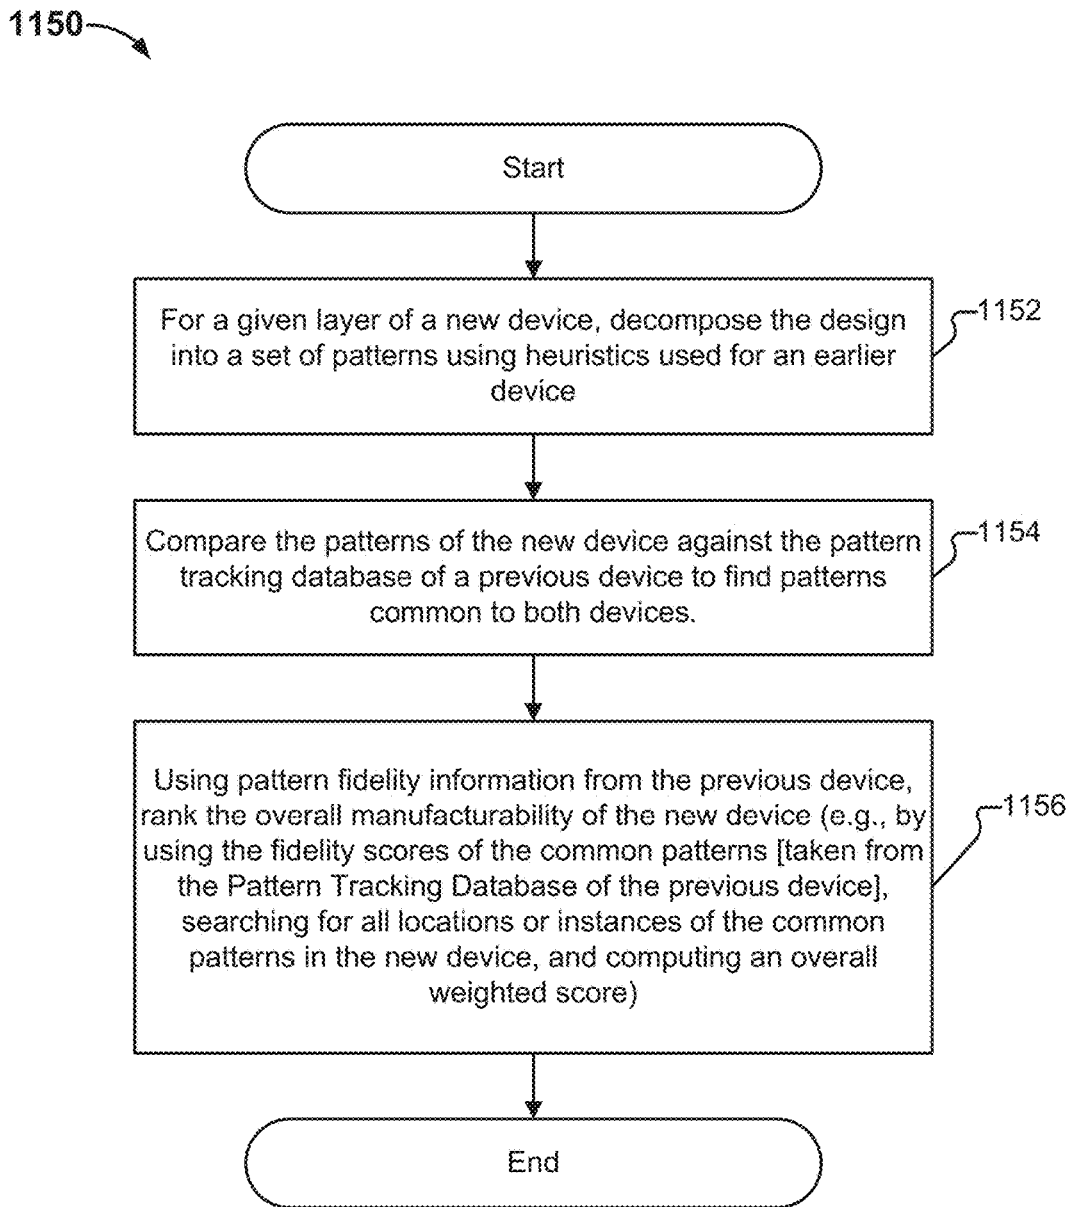 1150
Start
For a given layer of a new device, decompose the design
into a set of patterns using heuristics used for an earlier
device
1152
Compare the patterns of the new device against the pattern
tracking database of a previous device to find patterns
common to both devices.
1154
Using pattern fidelity information from the previous device,
rank the overall manufacturability of the new device (e.g., by
using the fidelity scores of the common patterns [taken from
the Pattern Tracking Database of the previous device],
searching for all locations or instances of the common
patterns in the new device, and computing an overall
weighted score)
1156
End